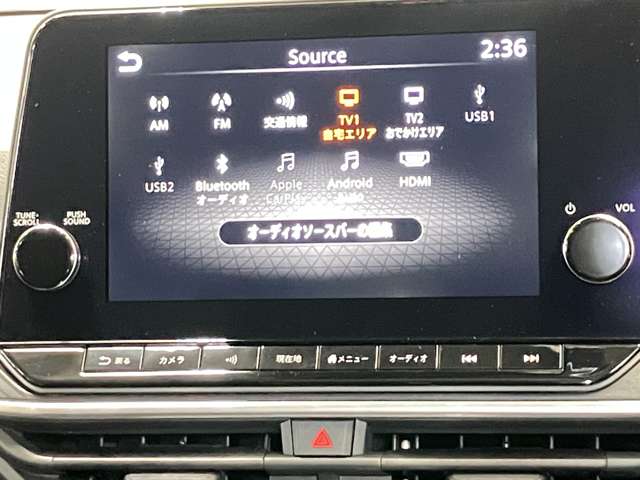 Source
2:36
AM
FM
交通情報
TV1
自宅エリア
TV2
おでかけエリア
USB1
USB2
Bluetooth
オーディオ
Apple
CarPlay
Android
Auto
HDMI
オーディオソースバーの編集
TUNE•
SCROLL
PUSH
SOUND
VOL
戻る
カメラ
現在地
メニュー
オーディオ